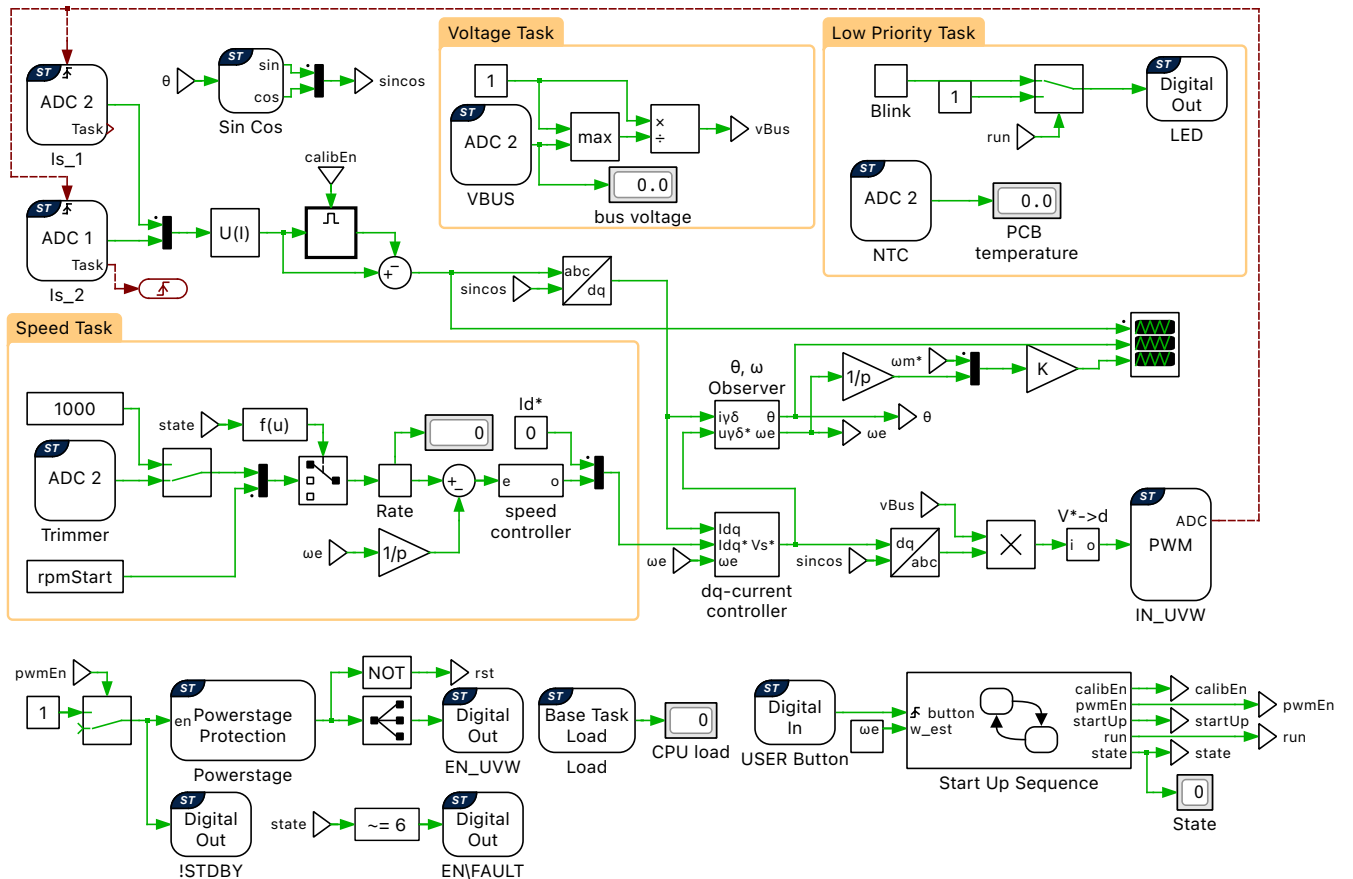 Voltage Task
Low Priority Task
ST
ADC 2
Task
Is_1
θ
ST
sin
cos
Sin Cos
sincos
1
ST
ADC 2
VBUS
max
×
÷
vBus
0.0
bus voltage
Blink
1
run
ST
Digital
Out
LED
ST
ADC 2
NTC
0.0
PCB
temperature
calibEn
ST
ADC 1
Task
Is_2
U(I)
+
−
sincos
abc
dq
Speed Task
1000
ST
ADC 2
Trimmer
rpmStart
state
f(u)
Rate
0
+
−
ωe
1/p
Id*
0
e
o
speed
controller
θ, ω
Observer
iγδ
θ
uγδ*
ωe
1/p
ωm*
K
θ
ωe
Idq
Idq*
Vs*
ωe
ωe
dq-current
controller
vBus
sincos
dq
abc
×
V*->d
i
o
ST
ADC
PWM
IN_UVW
pwmEn
1
ST
en
Powerstage
Protection
Powerstage
NOT
rst
ST
Digital
Out
EN_UVW
ST
Digital
Out
!STDBY
state
~= 6
ST
Digital
Out
EN\FAULT
ST
Base Task
Load
Load
0
CPU load
ST
Digital
In
USER Button
ωe
button
w_est
calibEn
pwmEn
startUp
run
state
Start Up Sequence
calibEn
pwmEn
startUp
run
state
0
State